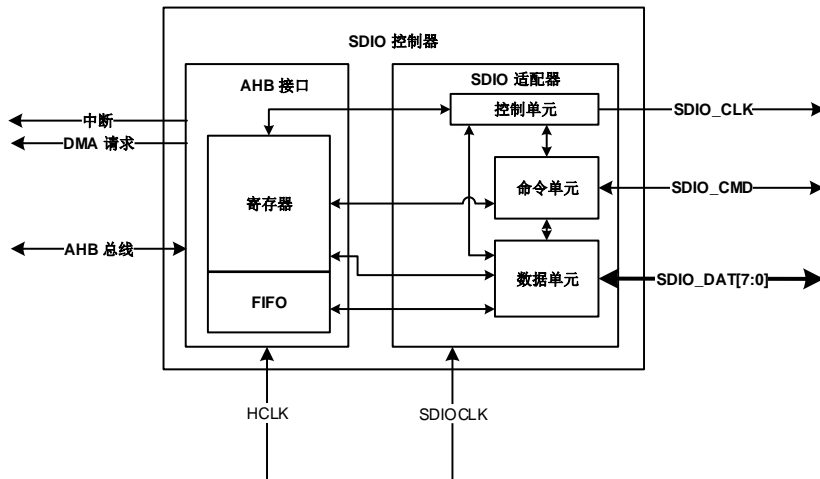 SDIO 控制器
AHB 接口
SDIO 适配器
控制单元
SDIO_CLK
中断
DMA 请求
寄存器
命令单元
SDIO_CMD
AHB 总线
数据单元
SDIO_DAT[7:0]
FIFO
HCLK
SDIOCLK